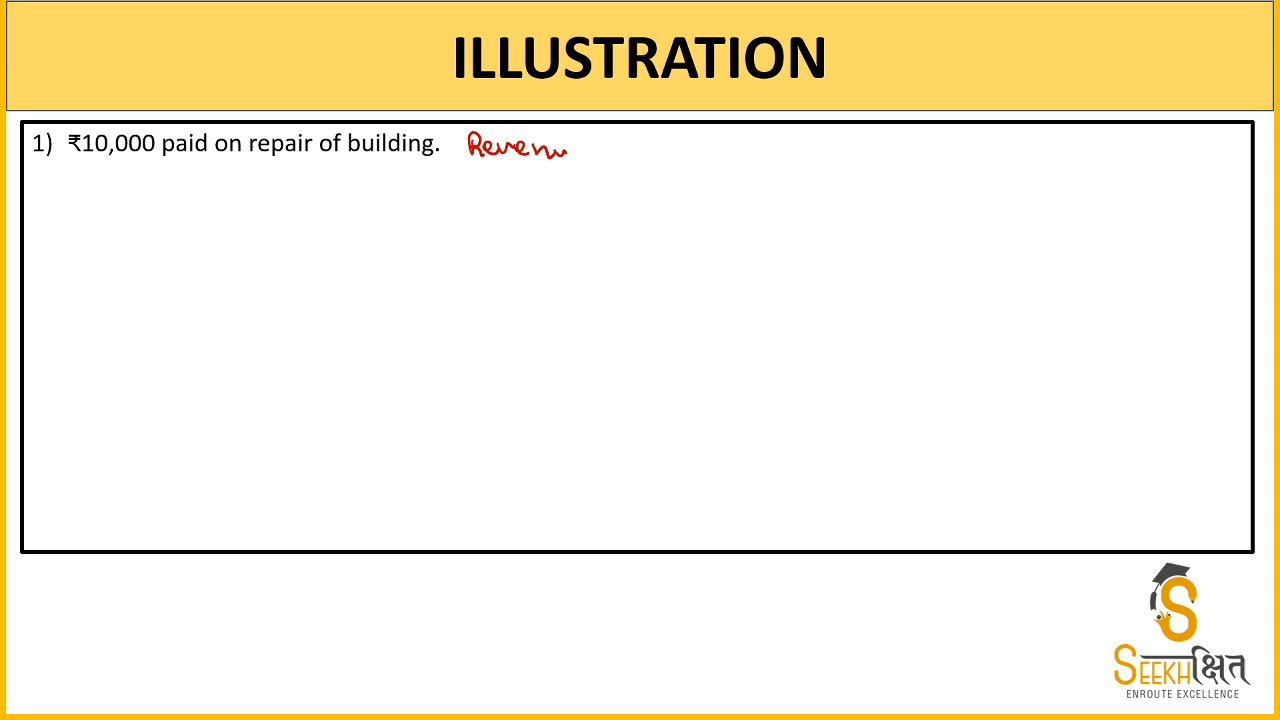 ILLUSTRATION
1) ₹10,000 paid on repair of building. Revenu
SEEKHक्षित
ENROUTE EXCELLENCE